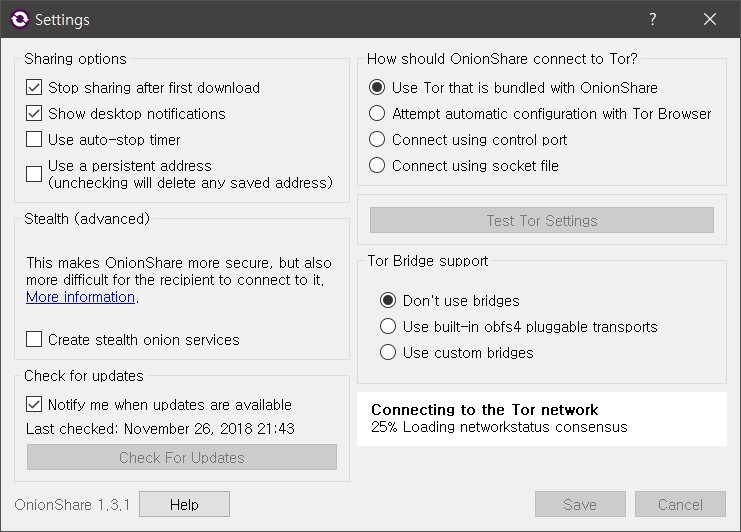 Settings
?
Sharing options
Stop sharing after first download
Show desktop notifications
Use auto-stop timer
Use a persistent address
(unchecking will delete any saved address)
Stealth (advanced)
This makes OnionShare more secure, but also
more difficult for the recipient to connect to it.
More information.
Create stealth onion services
Check for updates
Notify me when updates are available
Last checked: November 26, 2018 21:43
Check For Updates
How should OnionShare connect to Tor?
Use Tor that is bundled with OnionShare
Attempt automatic configuration with Tor Browser
Connect using control port
Connect using socket file
Test Tor Settings
Tor Bridge support
Don't use bridges
Use built-in obfs4 pluggable transports
Use custom bridges
Connecting to the Tor network
25% Loading networkstatus consensus
OnionShare 1.3.1
Help
Save
Cancel